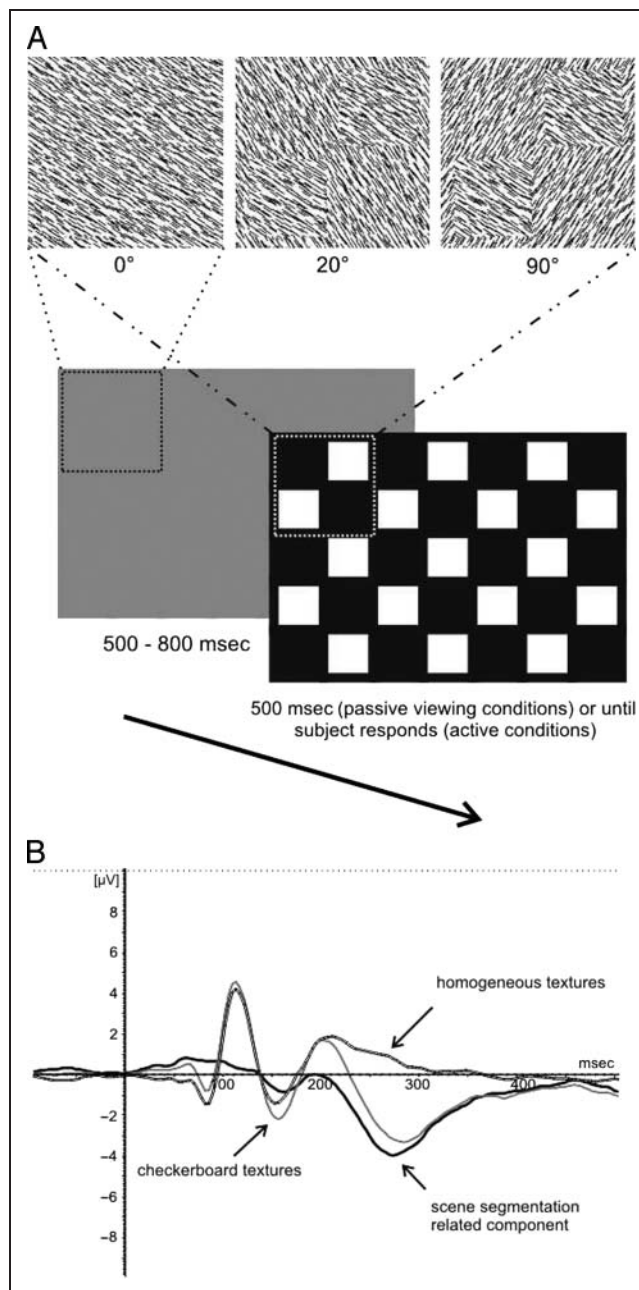 A
0° 20° 90°
500 - 800 msec
500 msec (passive viewing conditions) or until
subject responds (active conditions)
B
[µV]
8
6
4
2
0
-2
-4
-6
-8
100 200 300 400
msec
homogeneous textures
checkerboard textures
scene segmentation
related component